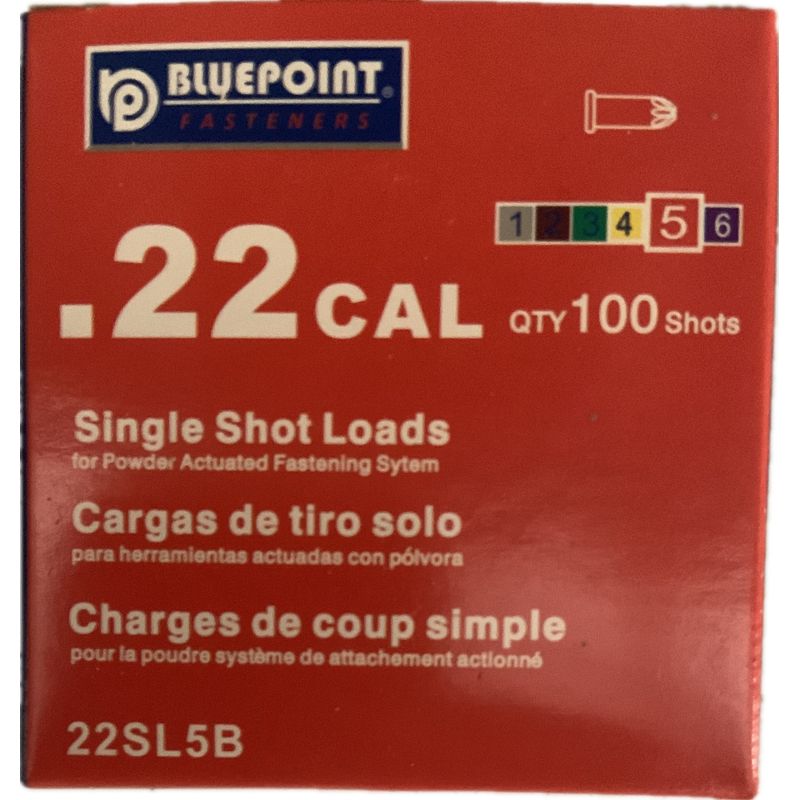 BLUEPOINT®
FASTENERS
1 2 3 4 5 6
.22 CAL
QTY 100 Shots
Single Shot Loads
for Powder Actuated Fastening Sytem
Cargas de tiro solo
para herramientas actuadas con pólvora
Charges de coup simple
pour la poudre système de attachement actionné
22SL5B